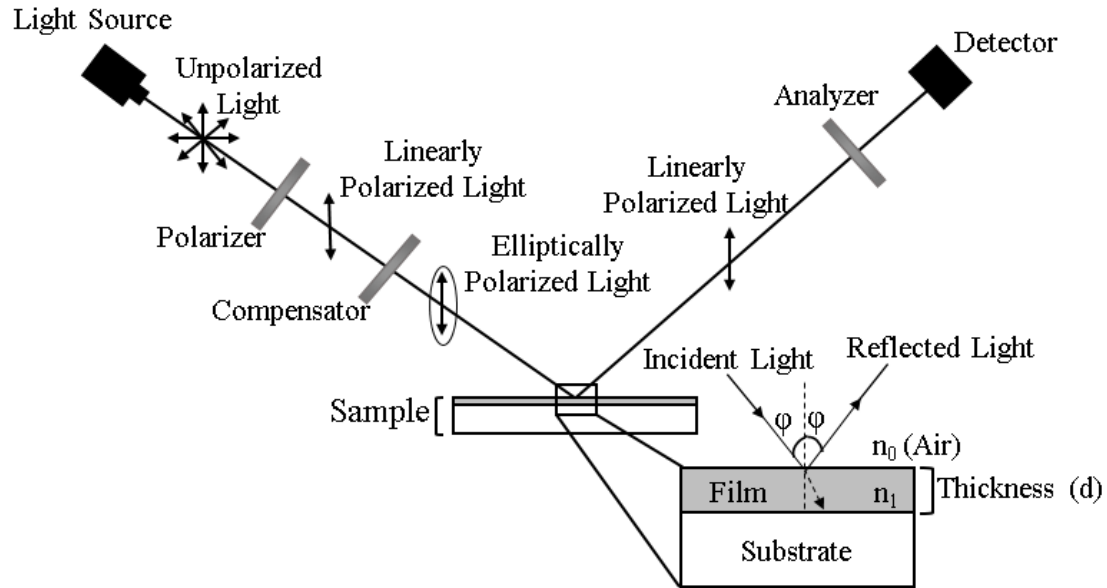 Light Source
Unpolarized
Light
Polarizer
Linearly
Polarized Light
Compensator
Elliptically
Polarized Light
Linearly
Polarized Light
Analyzer
Detector
Sample
Incident Light
Reflected Light
φ φ
n₀ (Air)
Film n₁
Thickness (d)
Substrate